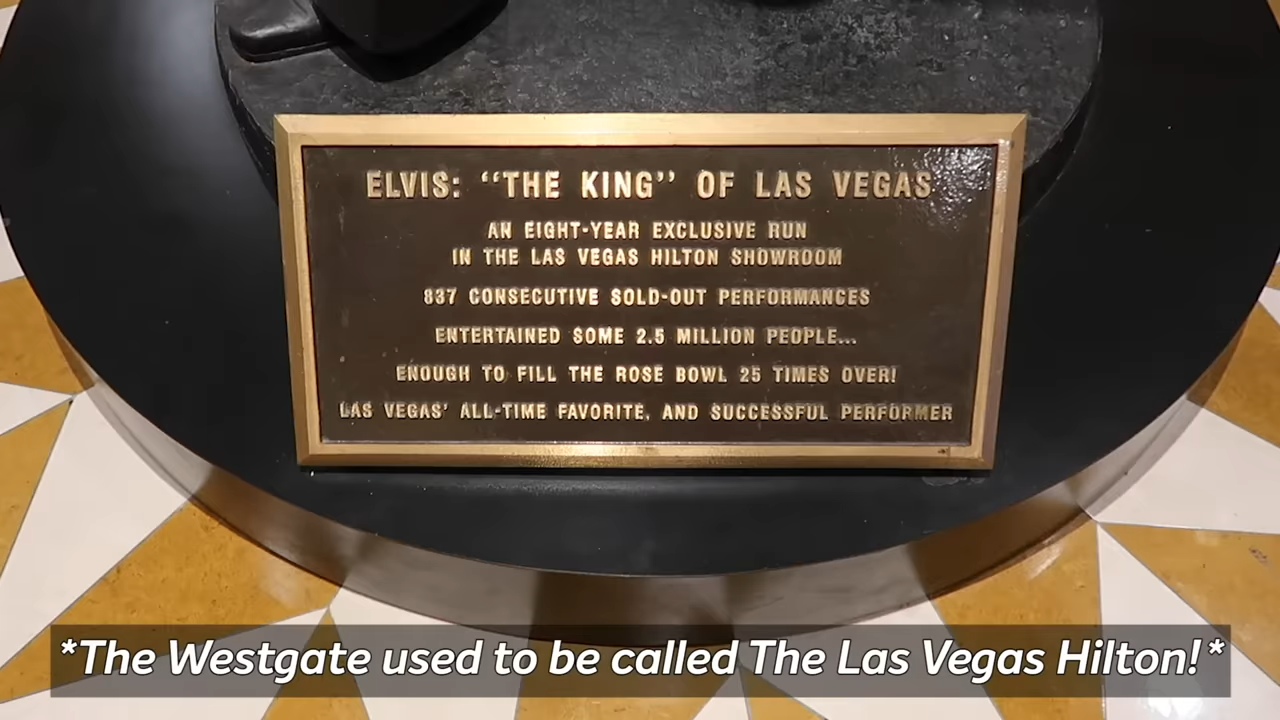 ELVIS: “THE KING” OF LAS VEGAS
AN EIGHT-YEAR EXCLUSIVE RUN
IN THE LAS VEGAS HILTON SHOWROOM
837 CONSECUTIVE SOLD-OUT PERFORMANCES
ENTERTAINED SOME 2.5 MILLION PEOPLE...
ENOUGH TO FILL THE ROSE BOWL 25 TIMES OVER!
LAS VEGAS’ ALL-TIME FAVORITE, AND SUCCESSFUL PERFORMER
*The Westgate used to be called The Las Vegas Hilton!*